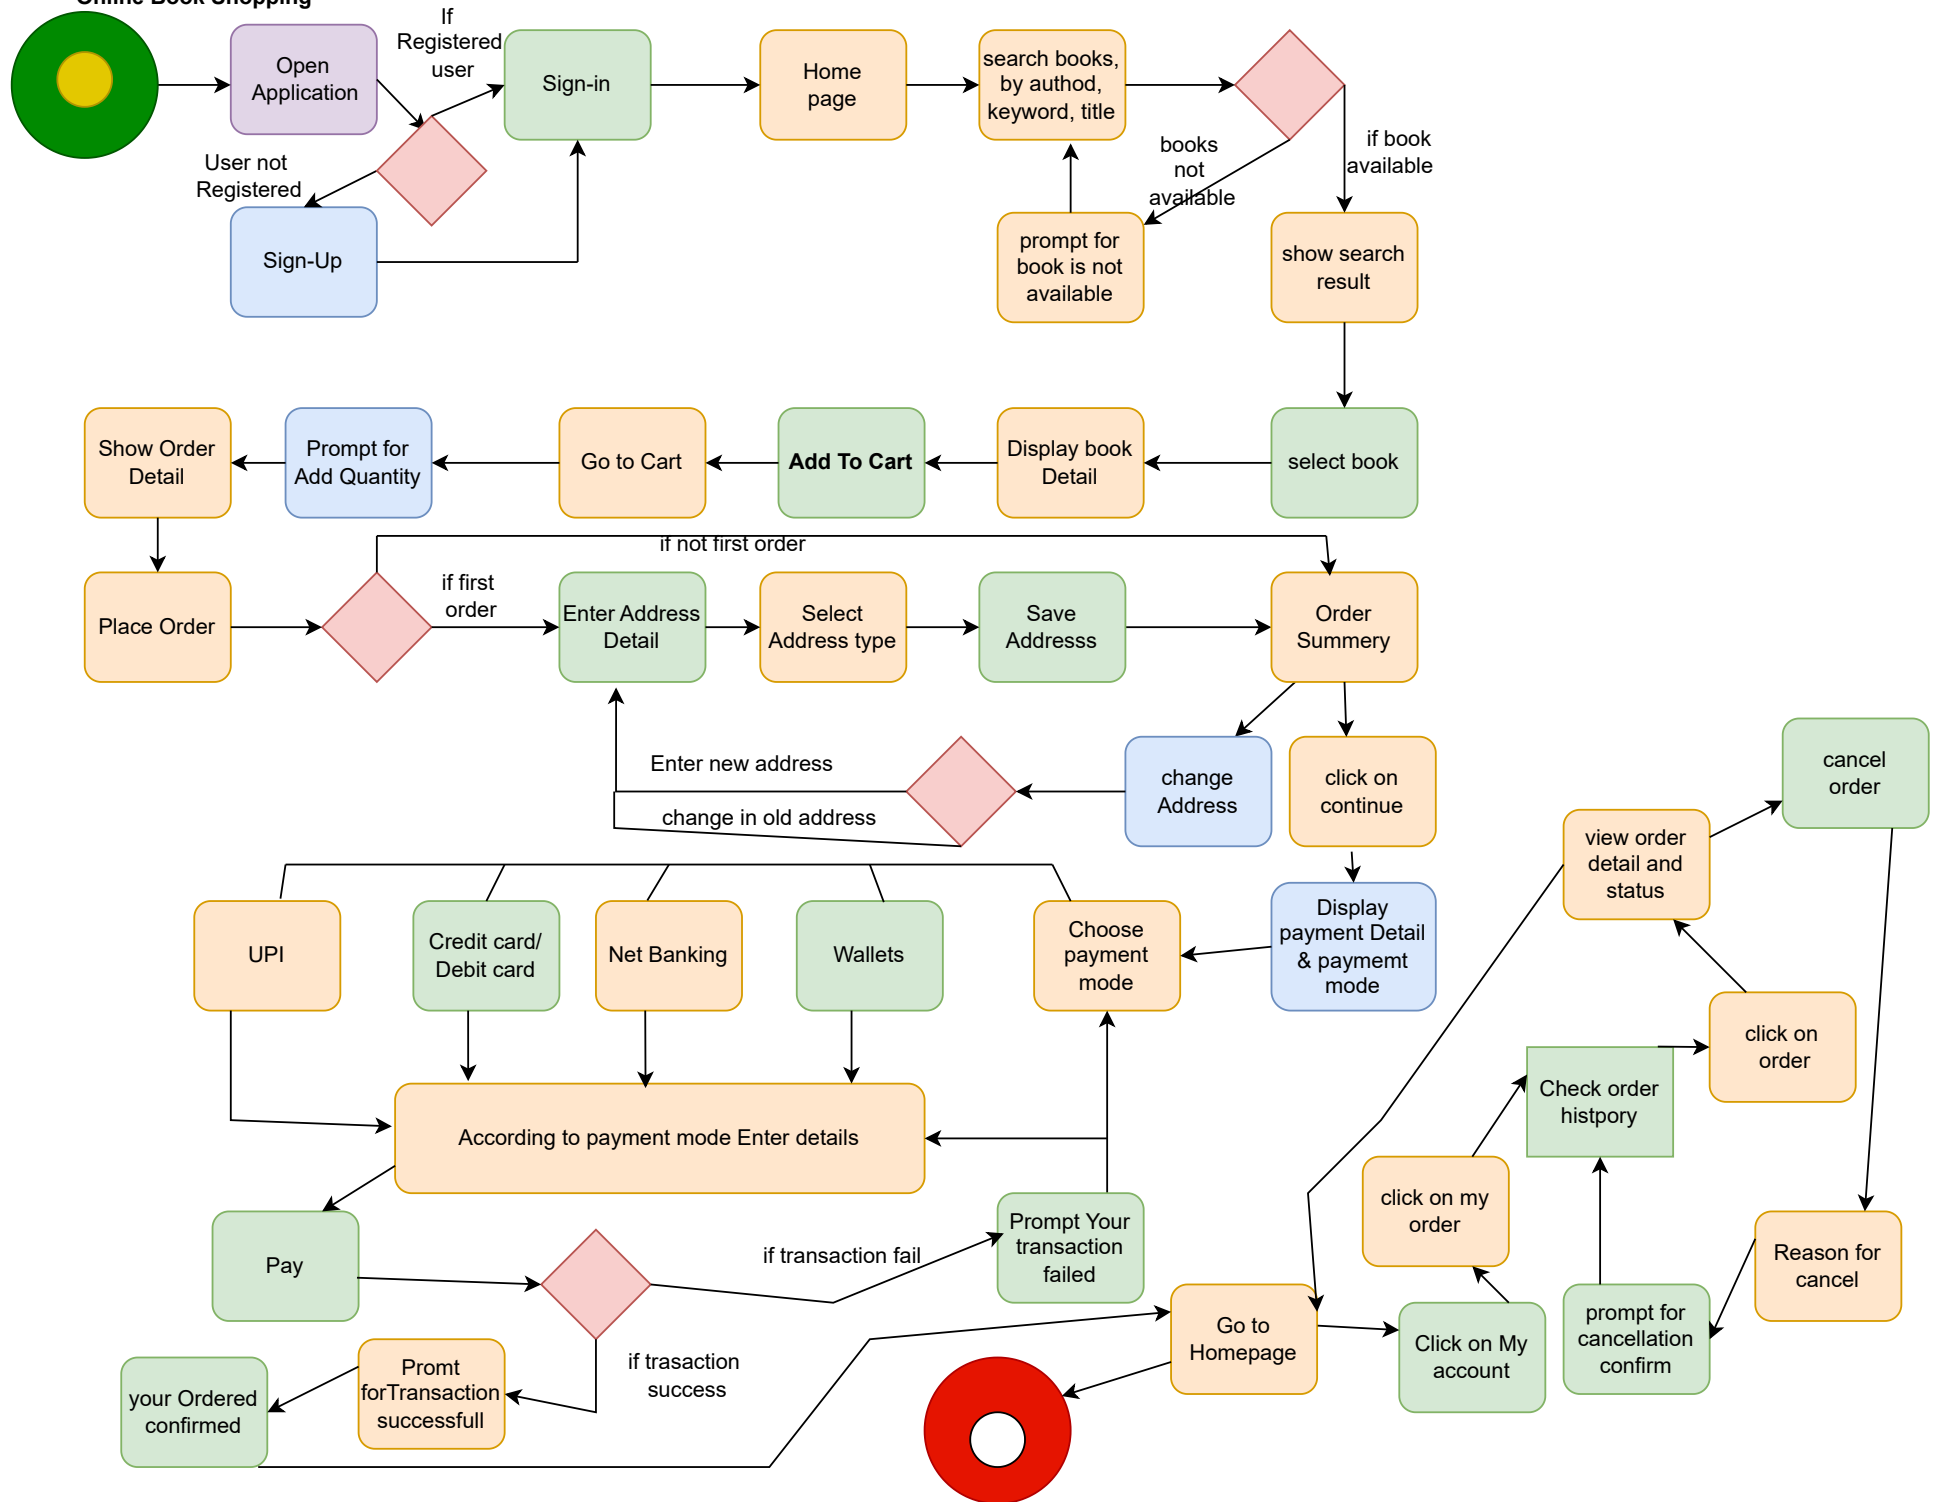 Online Book Shopping
If
Registered
user
Open
Application
Sign-in
Home
page
search books,
by authod,
keyword, title
if book
available
books
not
available
User not
Registered
Sign-Up
prompt for
book is not
available
show search
result
Show Order
Detail
Prompt for
Add Quantity
Go to Cart
Add To Cart
Display book
Detail
select book
if not first order
Place Order
if first
order
Enter Address
Detail
Select
Address type
Save
Addresss
Order
Summery
Enter new address
change in old address
change
Address
click on
continue
cancel
order
view order
detail and
status
UPI
Credit card/
Debit card
Net Banking
Wallets
Choose
payment
mode
Display
payment Detail
& paymemt
mode
click on
order
Check order
histpory
According to payment mode Enter details
click on my
order
Pay
if transaction fail
Prompt Your
transaction
failed
Reason for
cancel
Go to
Homepage
Click on My
account
prompt for
cancellation
confirm
your Ordered
confirmed
Promt
forTransaction
successfull
if trasaction
success